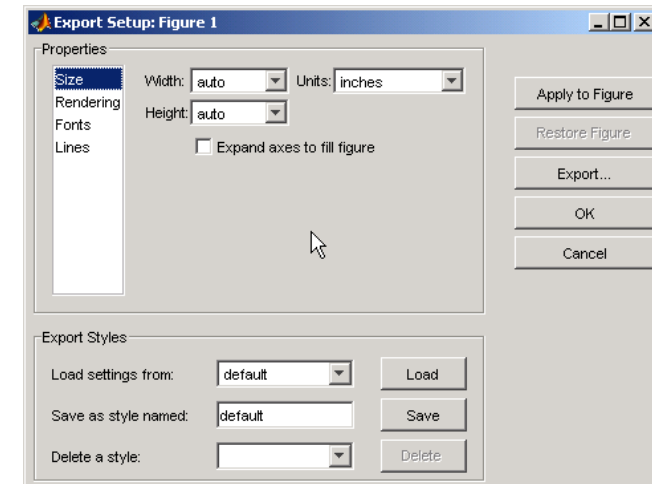 Export Setup: Figure 1
Properties
Size
Rendering
Fonts
Lines
Width: auto Units: inches
Height: auto
Expand axes to fill figure
Apply to Figure
Restore Figure
Export...
OK
Cancel
Export Styles
Load settings from: default Load
Save as style named: default Save
Delete a style: Delete